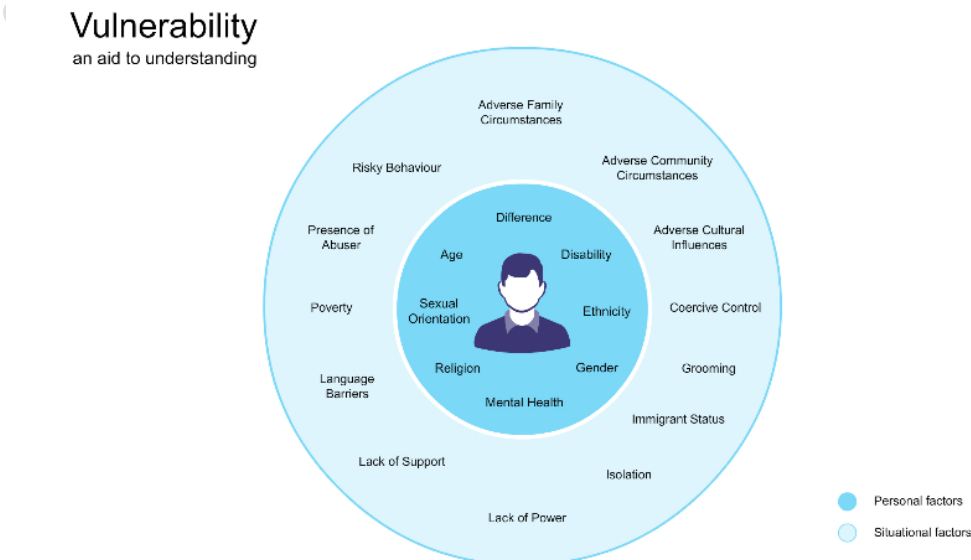 Vulnerability
an aid to understanding
Adverse Family
Circumstances
Risky Behaviour
Adverse Community
Circumstances
Presence of
Abuser
Adverse Cultural
Influences
Poverty
Coercive Control
Language
Barriers
Grooming
Immigrant Status
Lack of Support
Isolation
Lack of Power
Difference
Age
Disability
Sexual
Orientation
Ethnicity
Religion
Gender
Mental Health
Personal factors
Situational factors